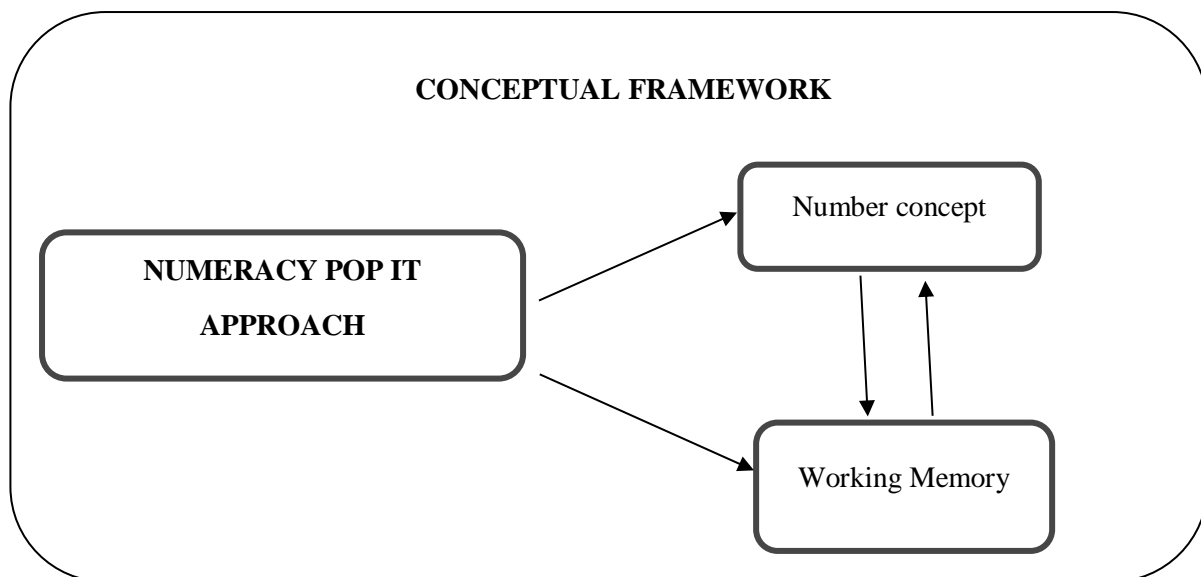 CONCEPTUAL FRAMEWORK
Number concept
NUMERACY POP IT
APPROACH
Working Memory